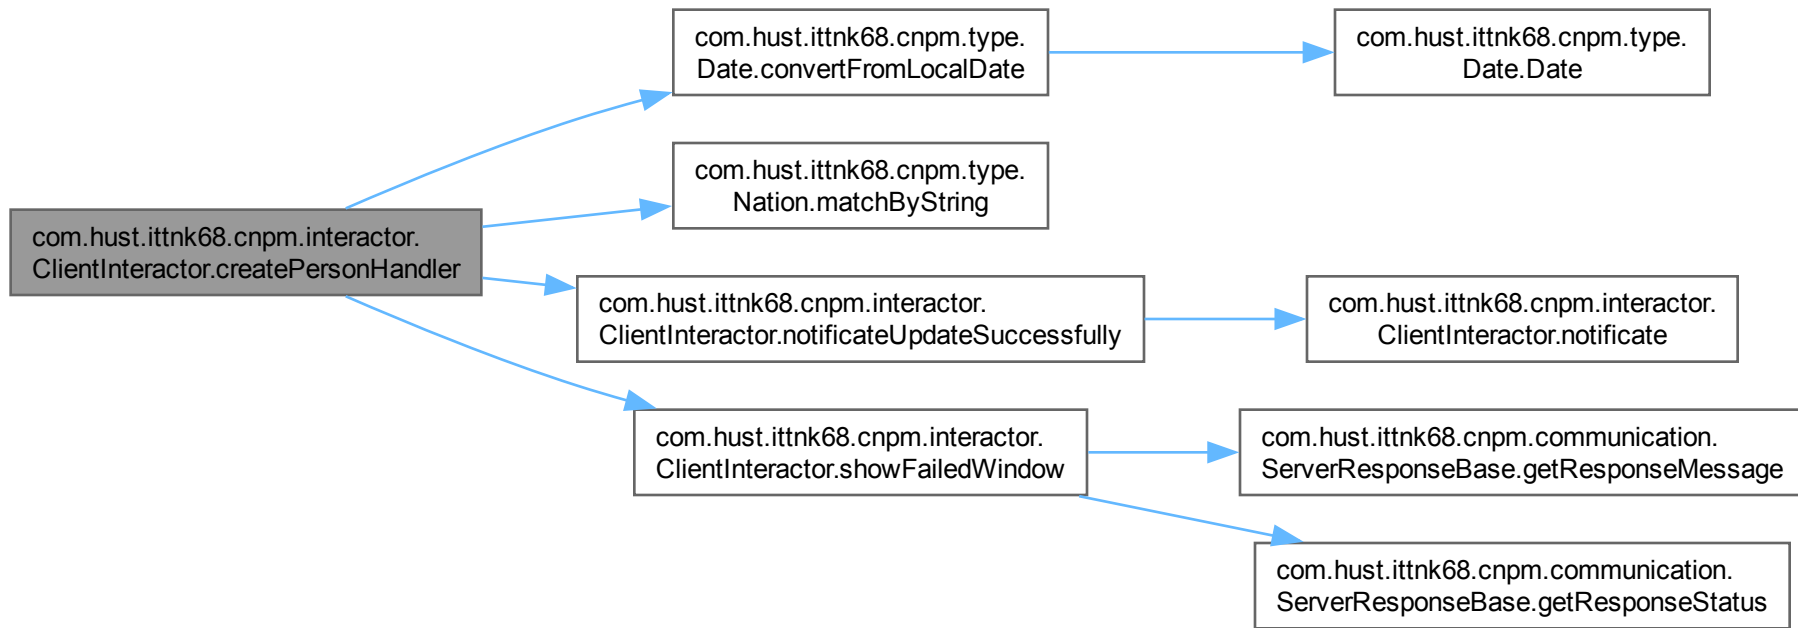 com.hust.ittnk68.cnpm.interactor.
ClientInteractor.createPersonHandler
com.hust.ittnk68.cnpm.type.
Date.convertFromLocalDate
com.hust.ittnk68.cnpm.type.
Date.Date
com.hust.ittnk68.cnpm.type.
Nation.matchByString
com.hust.ittnk68.cnpm.interactor.
ClientInteractor.notificateUpdateSuccessfully
com.hust.ittnk68.cnpm.interactor.
ClientInteractor.notificate
com.hust.ittnk68.cnpm.interactor.
ClientInteractor.showFailedWindow
com.hust.ittnk68.cnpm.communication.
ServerResponseBase.getResponseMessage
com.hust.ittnk68.cnpm.communication.
ServerResponseBase.getResponseStatus